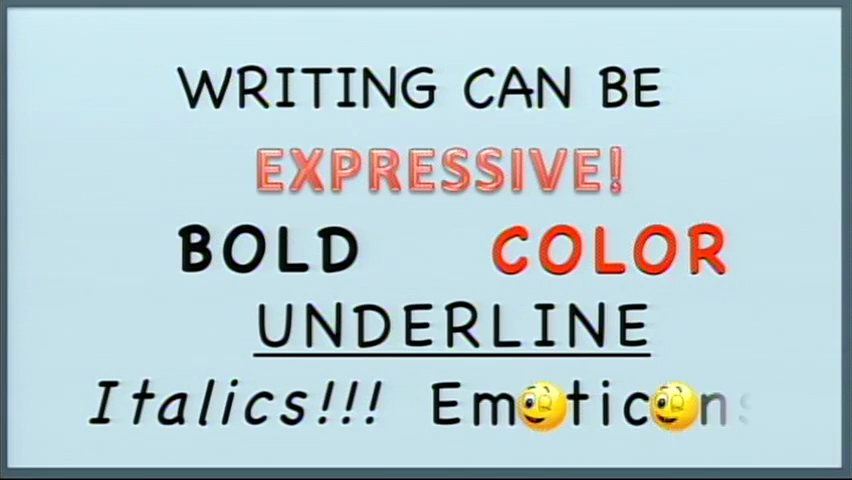 WRITING CAN BE
EXPRESSIVE!
BOLD COLOR
UNDERLINE
Italics!!! Emoticons